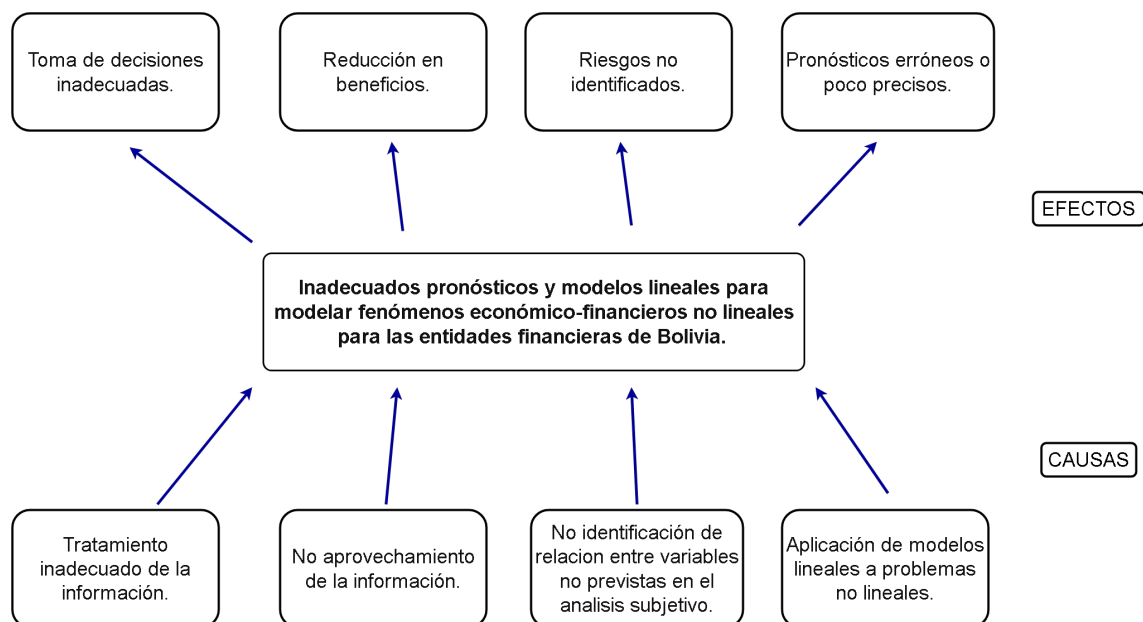 Toma de decisiones
inadecuadas.
Reducción en
beneficios.
Riesgos no
identificados.
Pronósticos erróneos o
poco precisos.
EFECTOS
Inadecuados pronósticos y modelos lineales para
modelar fenómenos económico-financieros no lineales
para las entidades financieras de Bolivia.
CAUSAS
Tratamiento
inadecuado de la
información.
No aprovechamiento
de la información.
No identificación de
relacion entre variables
no previstas en el
analisis subjetivo.
Aplicación de modelos
lineales a problemas
no lineales.